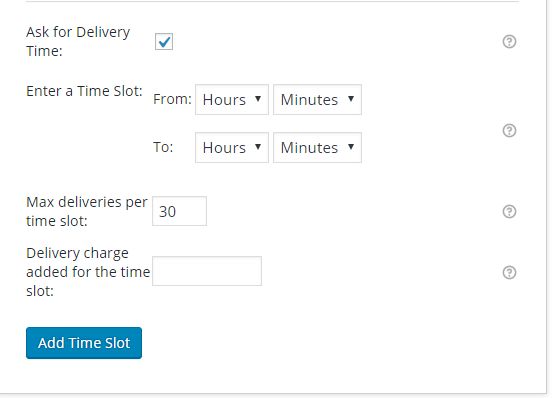 Ask for Delivery
Time:
Enter a Time Slot:
From: Hours Minutes
To: Hours Minutes
Max deliveries per
time slot:
30
Delivery charge
added for the time
slot:
Add Time Slot